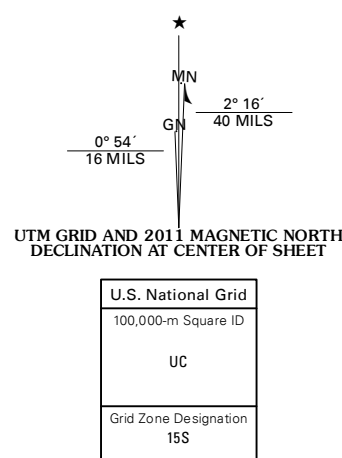 ★
MN
2° 16´
40 MILS
GN
0° 54´
16 MILS
UTM GRID AND 2011 MAGNETIC NORTH
DECLINATION AT CENTER OF SHEET
U.S. National Grid
100,000-m Square ID
UC
Grid Zone Designation
15S